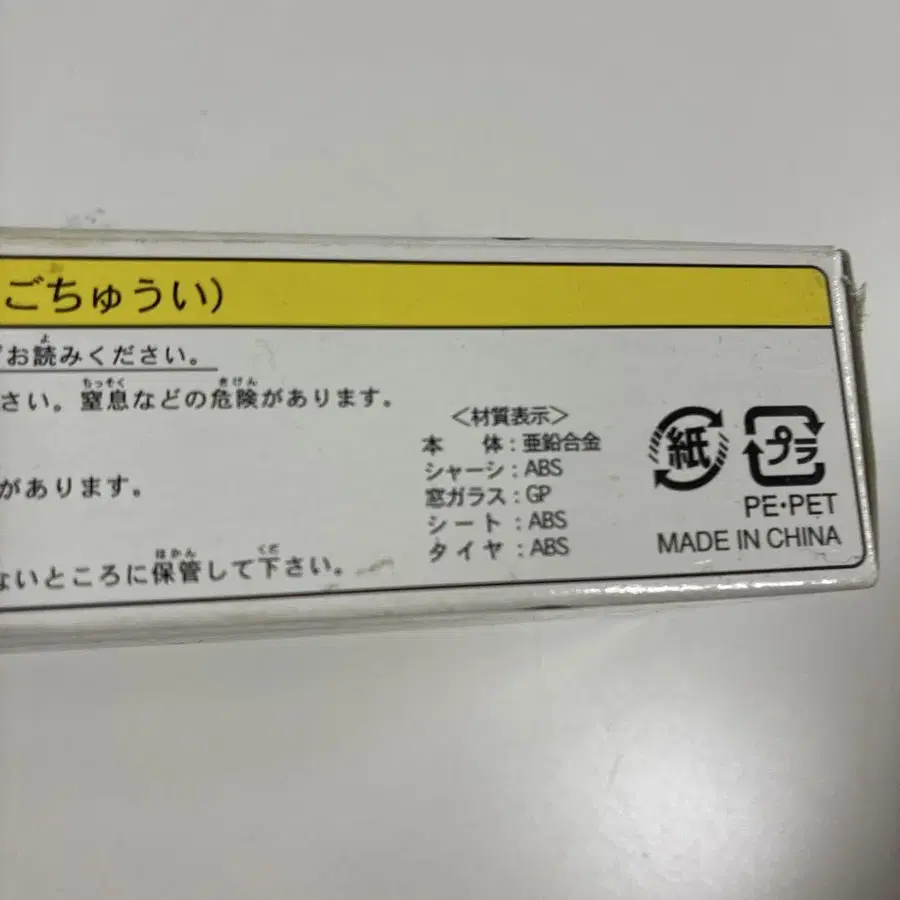 ごちゅうい)
お読みください。
さい。窒息などの危険があります。
があります。
ないところに保管して下さい。
<材質表示>
本 体:亜鉛合金
シャーシ:ABS
窓ガラス:GP
シート:ABS
タイヤ:ABS
紙
プラ
PE・PET
MADE IN CHINA